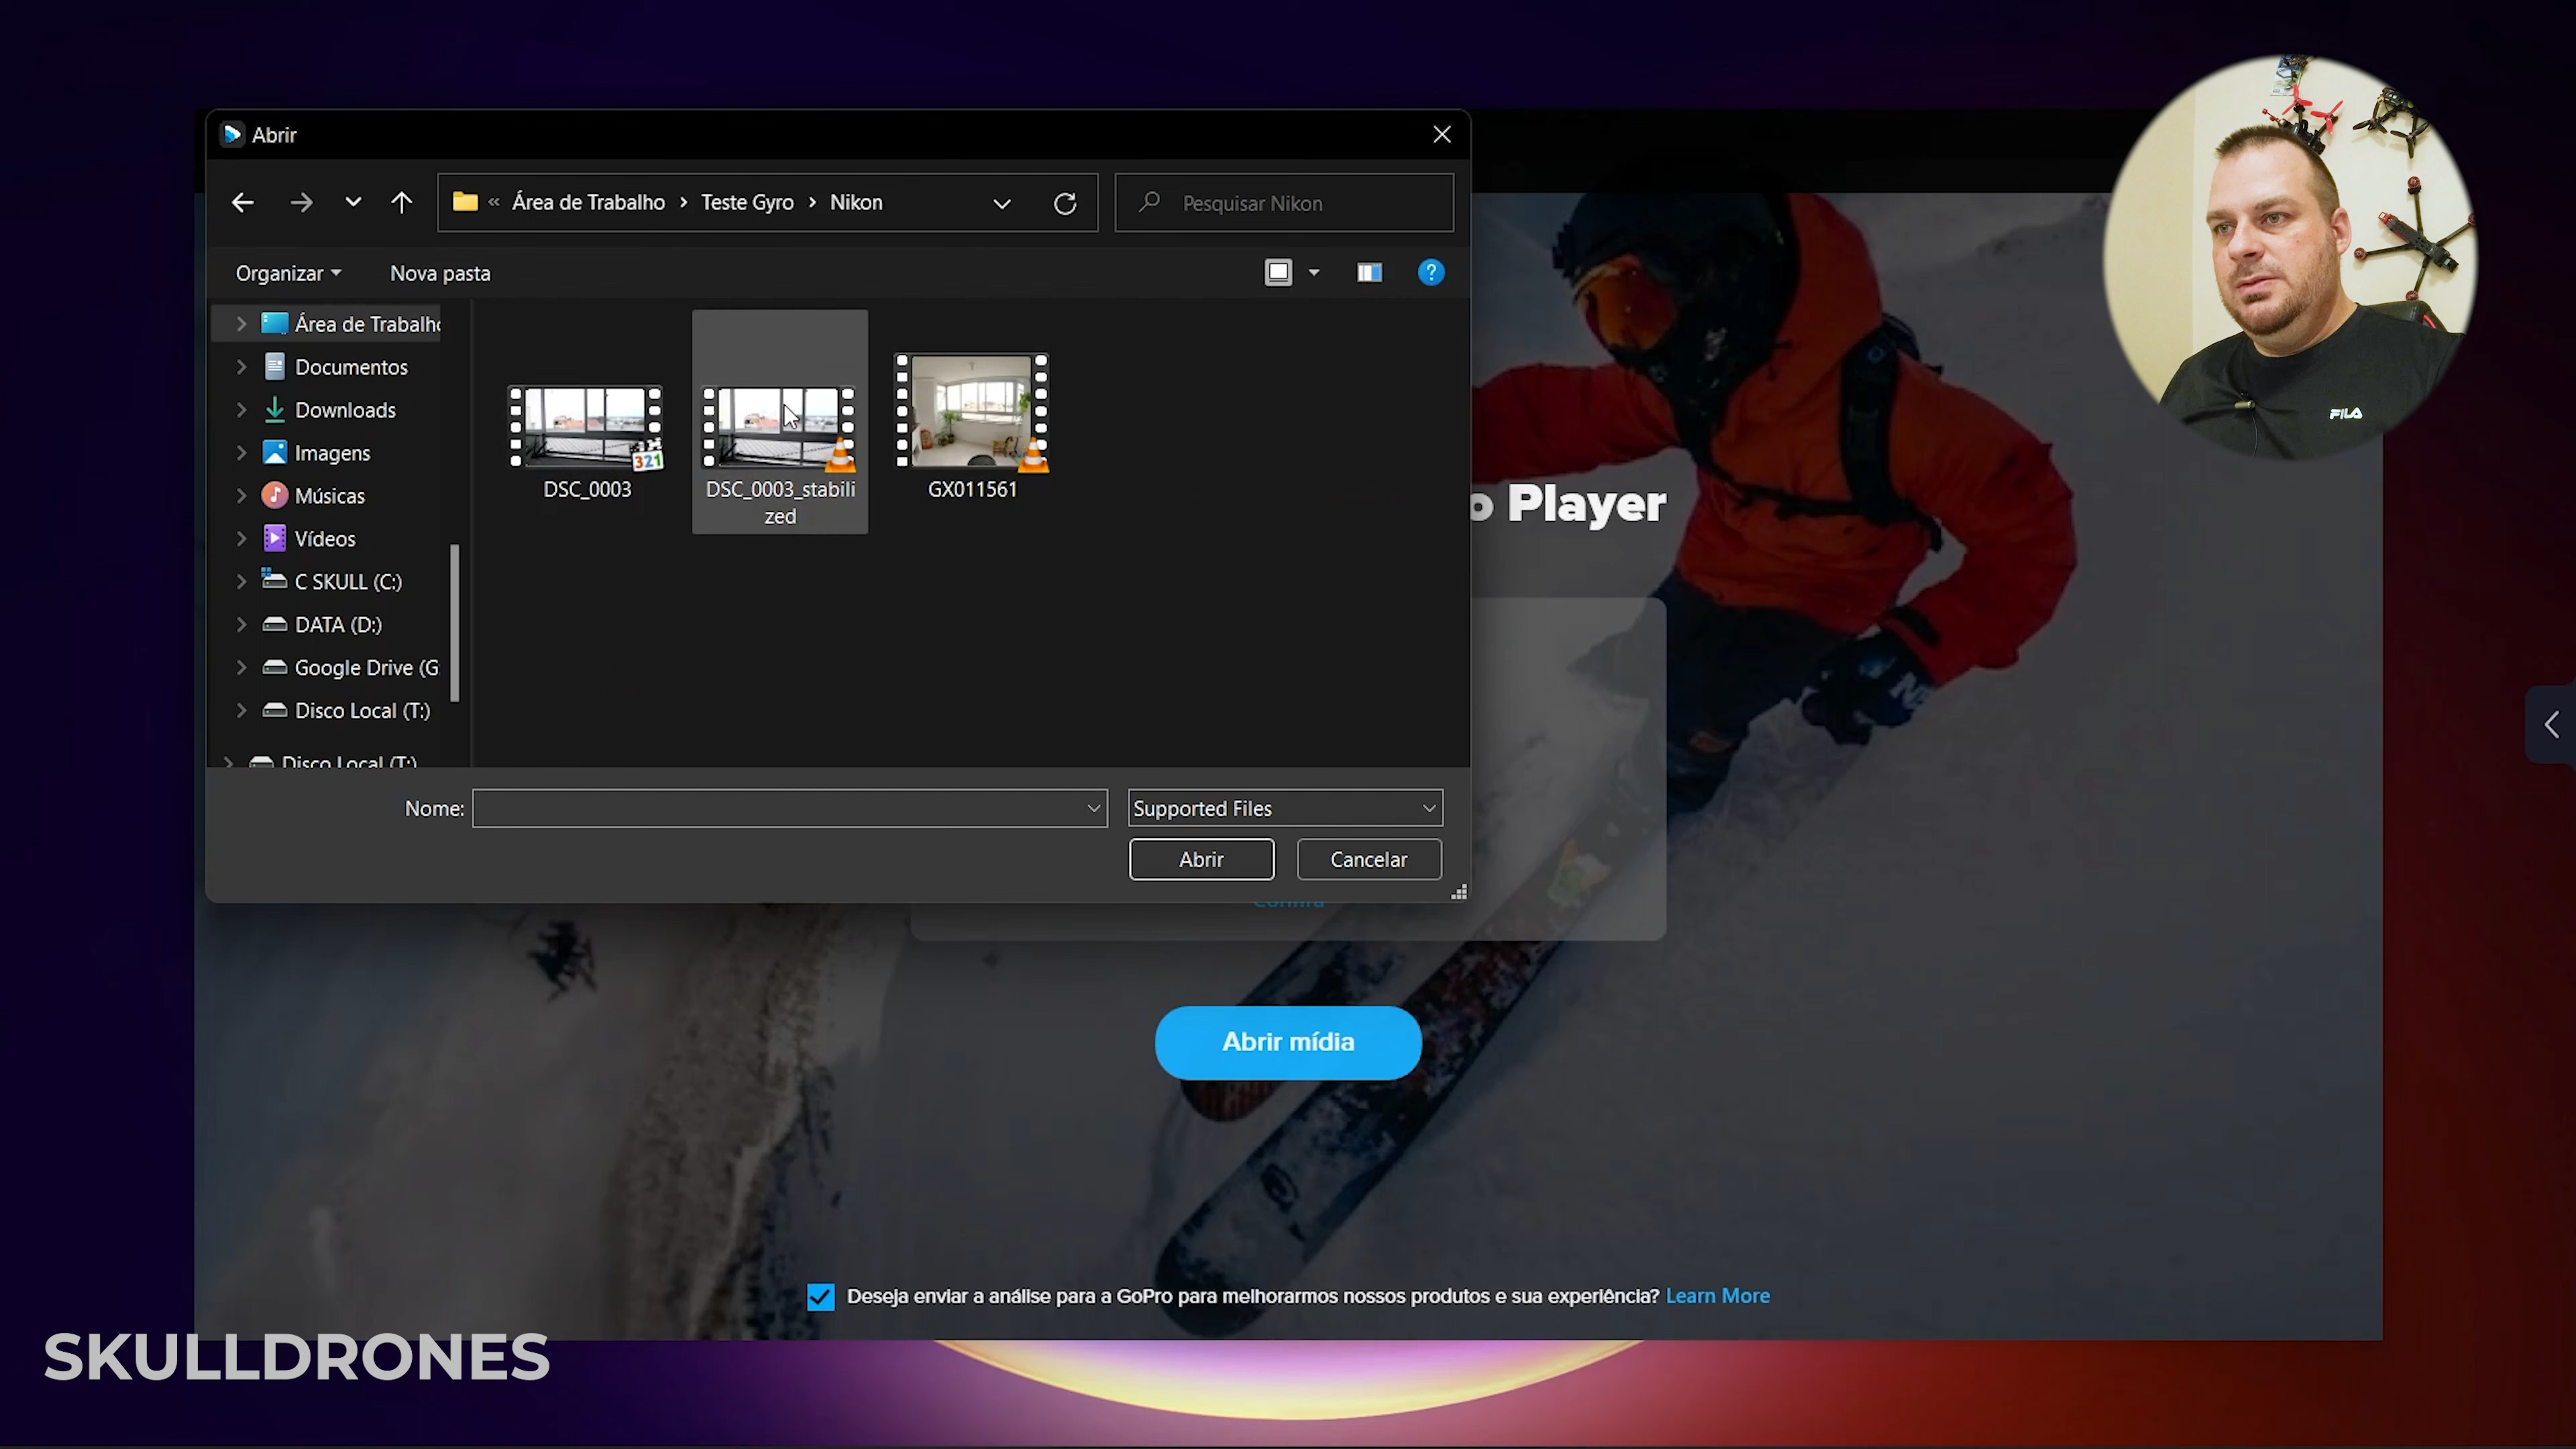 Abrir
« Área de Trabalho › Teste Gyro › Nikon
Pesquisar Nikon
Organizar
Nova pasta
?
Área de Trabalho
Documentos
Downloads
Imagens
Músicas
Vídeos
C SKULL (C:)
DATA (D:)
Google Drive (G
Disco Local (T:)
Disco Local (T:)
321
DSC_0003
DSC_0003_stabili
zed
GX011561
Nome:
Supported Files
Abrir
Cancelar
o Player
Confira
Abrir mídia
Deseja enviar a análise para a GoPro para melhorarmos nossos produtos e sua experiência? Learn More
FILA
SKULLDRONES